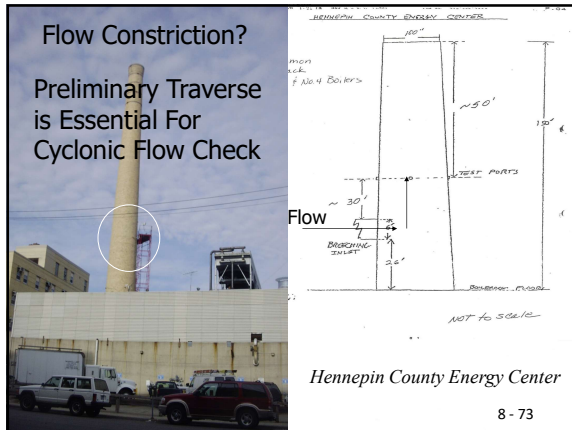 Flow Constriction?
Preliminary Traverse
is Essential For
Cyclonic Flow Check
HENNEPIN COUNTY ENERGY CENTER
100"
No.4 Boilers
~50'
TEST PORTS
~ 30'
Flow
BREECHING
INLET
26'
NOT to scale
Hennepin County Energy Center
8 - 73